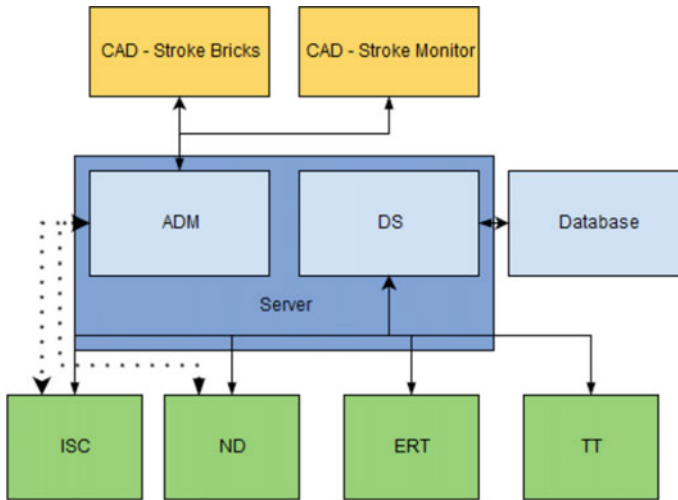 CAD - Stroke Bricks
CAD - Stroke Monitor
ADM
DS
Database
Server
ISC
ND
ERT
TT